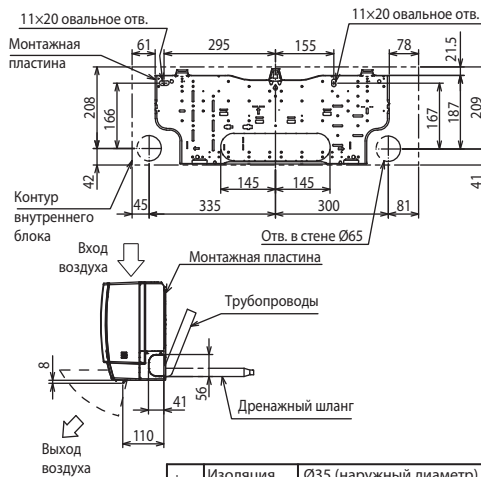 11×20 овальное отв.
11×20 овальное отв.
Монтажная
пластина
61
295
155
78
21.5
208
166
167
187
209
42
41
145
145
Контур
внутреннего
блока
45
335
300
81
Отв. в стене Ø65
Вход
воздуха
Монтажная пластина
Трубопроводы
8
56
41
Дренажный шланг
110
Выход
воздуха
Изоляция
Ø35 (наружный диаметр)